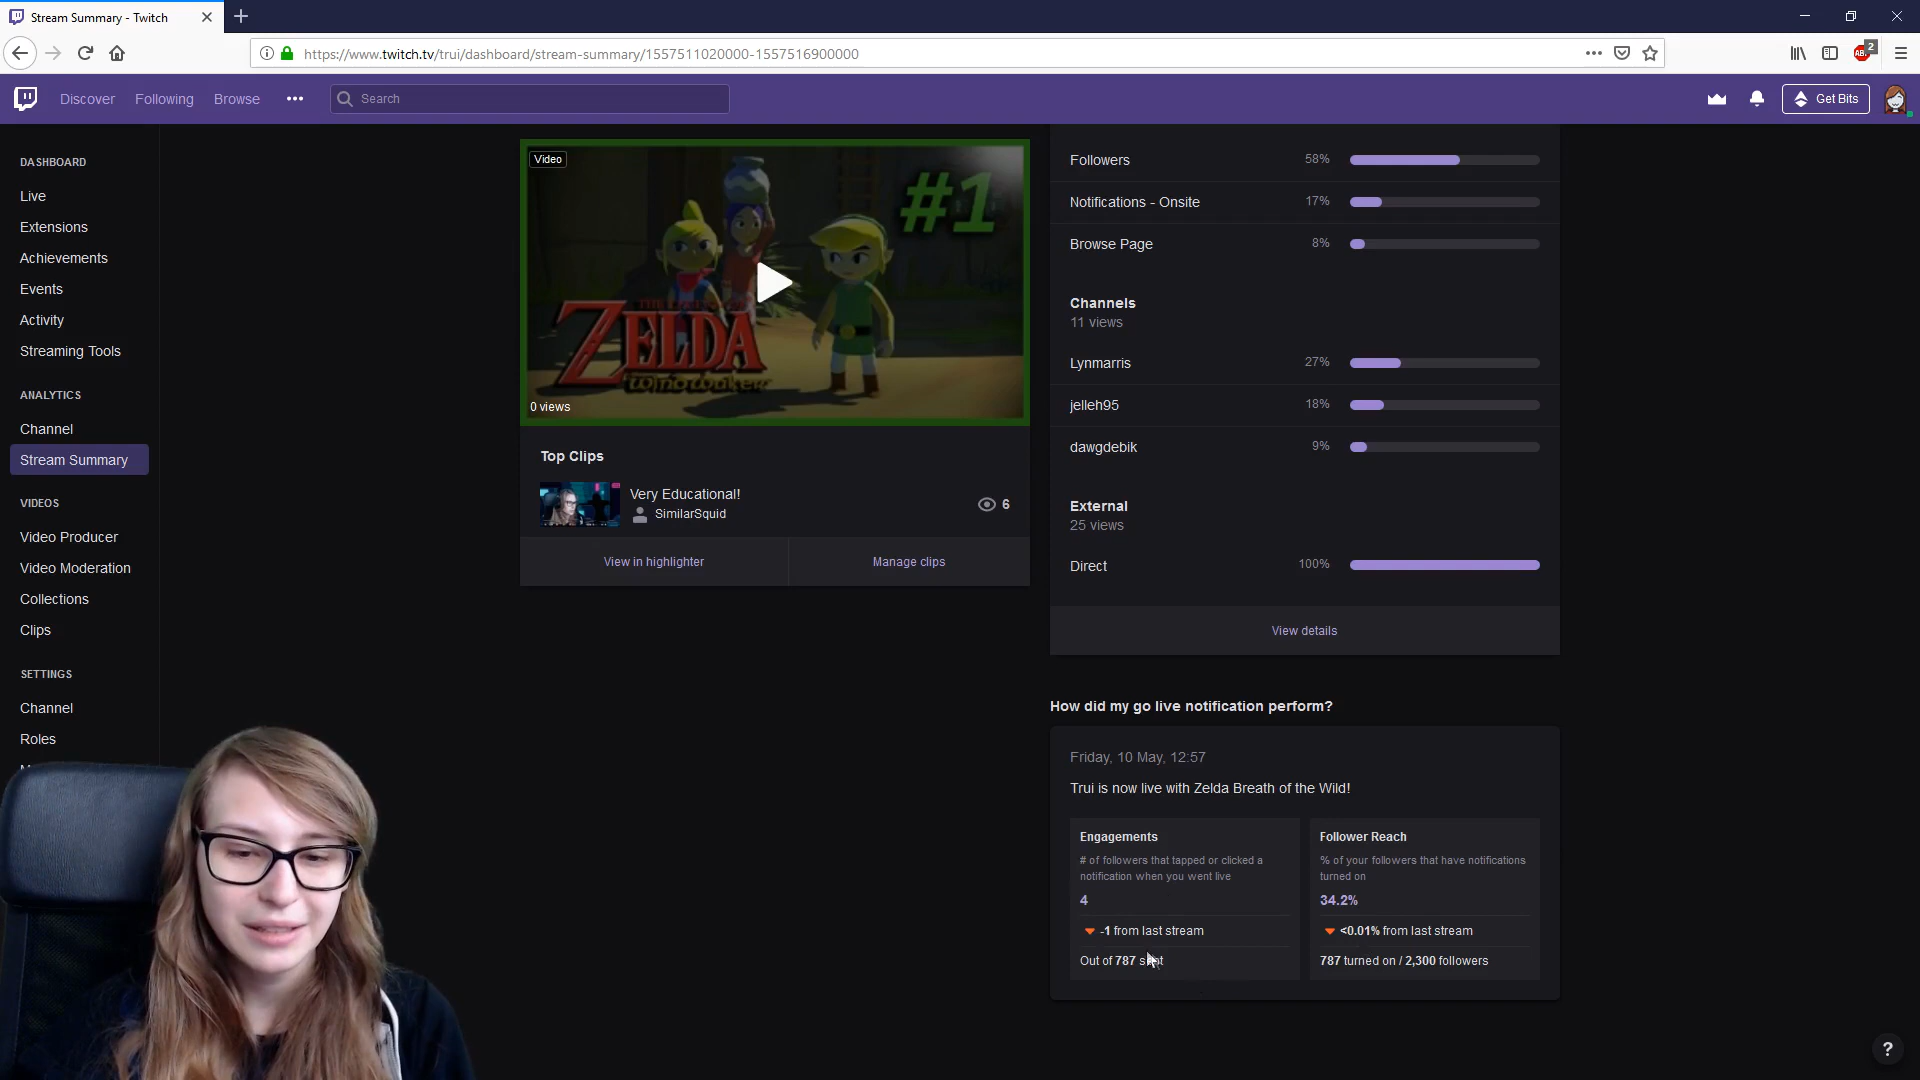 Stream Summary - Twitch
https://www.twitch.tv/trui/dashboard/stream-summary/1557511020000-1557516900000
2
Discover
Following
Browse
Search
Get Bits
DASHBOARD
Live
Extensions
Achievements
Events
Activity
Streaming Tools
ANALYTICS
Channel
Stream Summary
VIDEOS
Video Producer
Video Moderation
Collections
Clips
SETTINGS
Channel
Roles
Video
#1
THE LEGEND OF
ZELDA
0 views
Top Clips
Very Educational!
SimilarSquid
6
View in highlighter
Manage clips
Followers 58%
Notifications - Onsite 17%
Browse Page 8%
Channels
11 views
Lynmarris 27%
jelleh95 18%
dawgdebik 9%
External
25 views
Direct 100%
View details
How did my go live notification perform?
Friday, 10 May, 12:57
Trui is now live with Zelda Breath of the Wild!
Engagements
# of followers that tapped or clicked a
notification when you went live
4
-1 from last stream
Out of 787 sent
Follower Reach
% of your followers that have notifications
turned on
34.2%
<0.01% from last stream
787 turned on / 2,300 followers
?